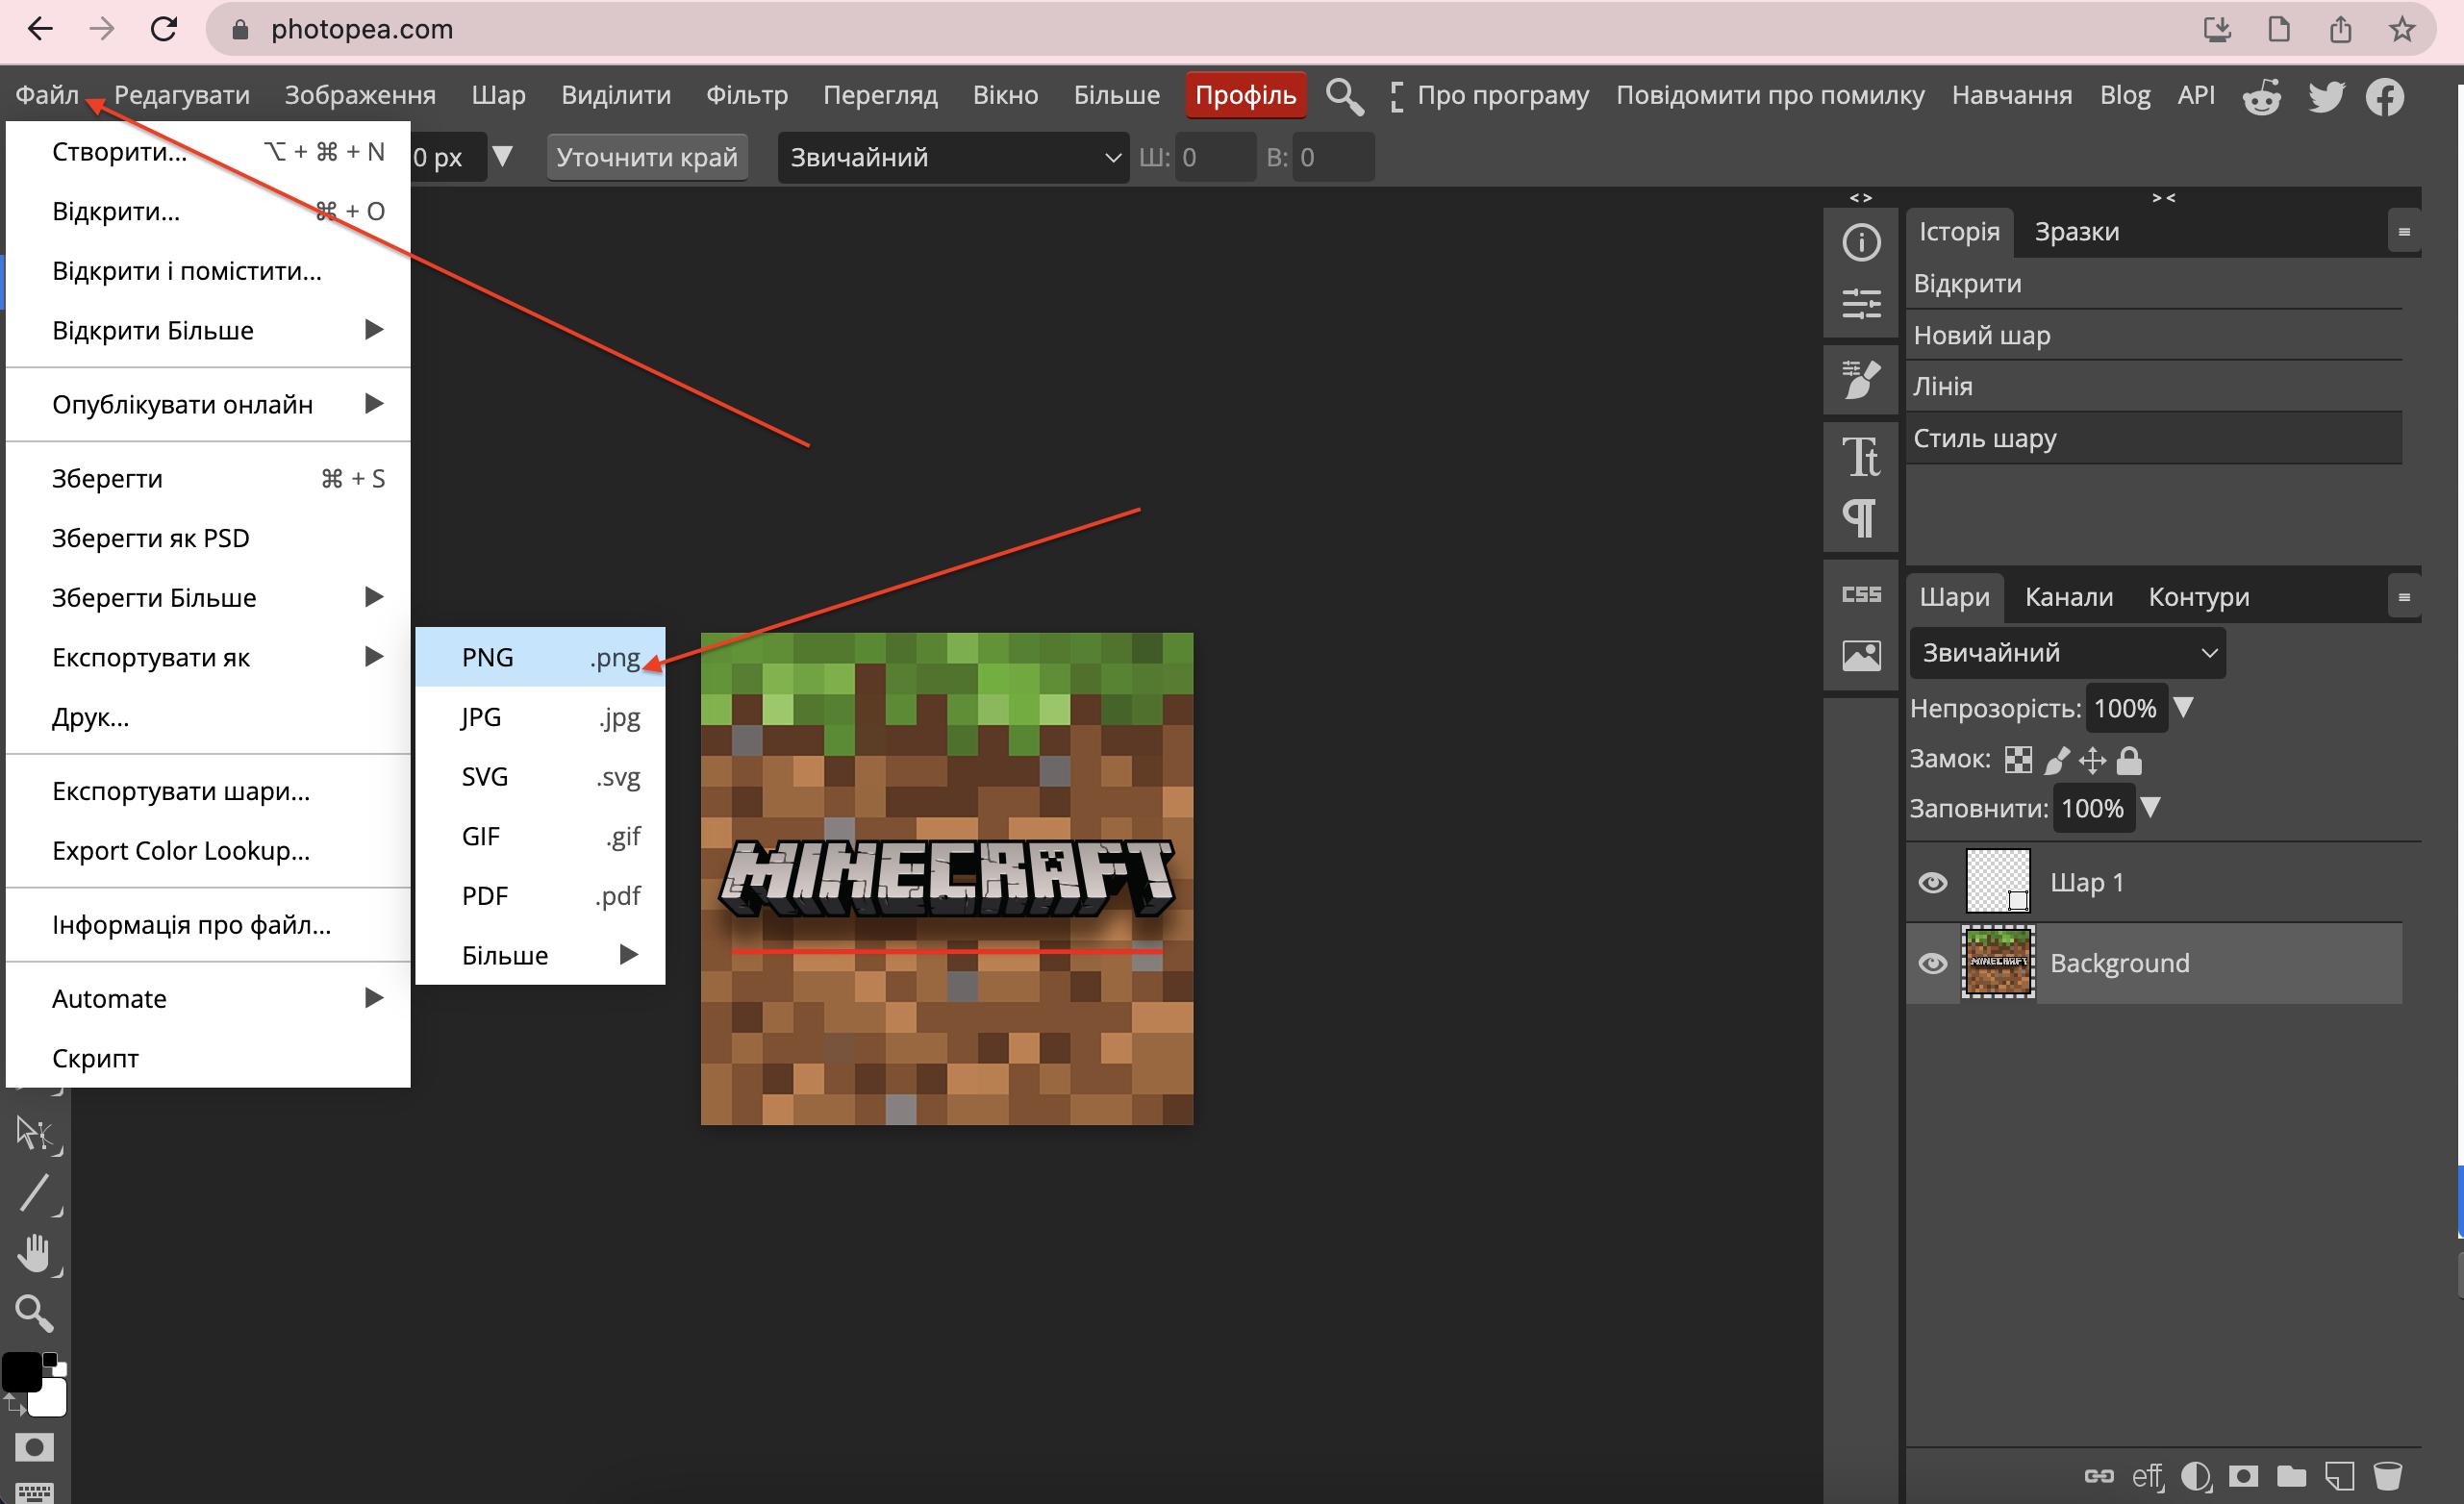 photopea.com
Файл Редагувати Зображення Шар Виділити Фільтр Перегляд Вікно Більше Профіль Про програму Повідомити про помилку Навчання Blog API
0 px Уточнити край Звичайний Ш: 0 В: 0
Створити... ⌥ + ⌘ + N
Відкрити... ⌘ + O
Відкрити і помістити...
Відкрити Більше
Опублікувати онлайн
Зберегти ⌘ + S
Зберегти як PSD
Зберегти Більше
Експортувати як
Друк...
Експортувати шари...
Export Color Lookup...
Інформація про файл...
Automate
Скрипт
PNG .png
JPG .jpg
SVG .svg
GIF .gif
PDF .pdf
Більше
MINECRAFT
< >
> <
CSS
Історія Зразки
Відкрити
Новий шар
Лінія
Стиль шару
Шари Канали Контури
Звичайний
Непрозорість: 100%
Замок:
Заповнити: 100%
Шар 1
MINECRAFT
Background
eff